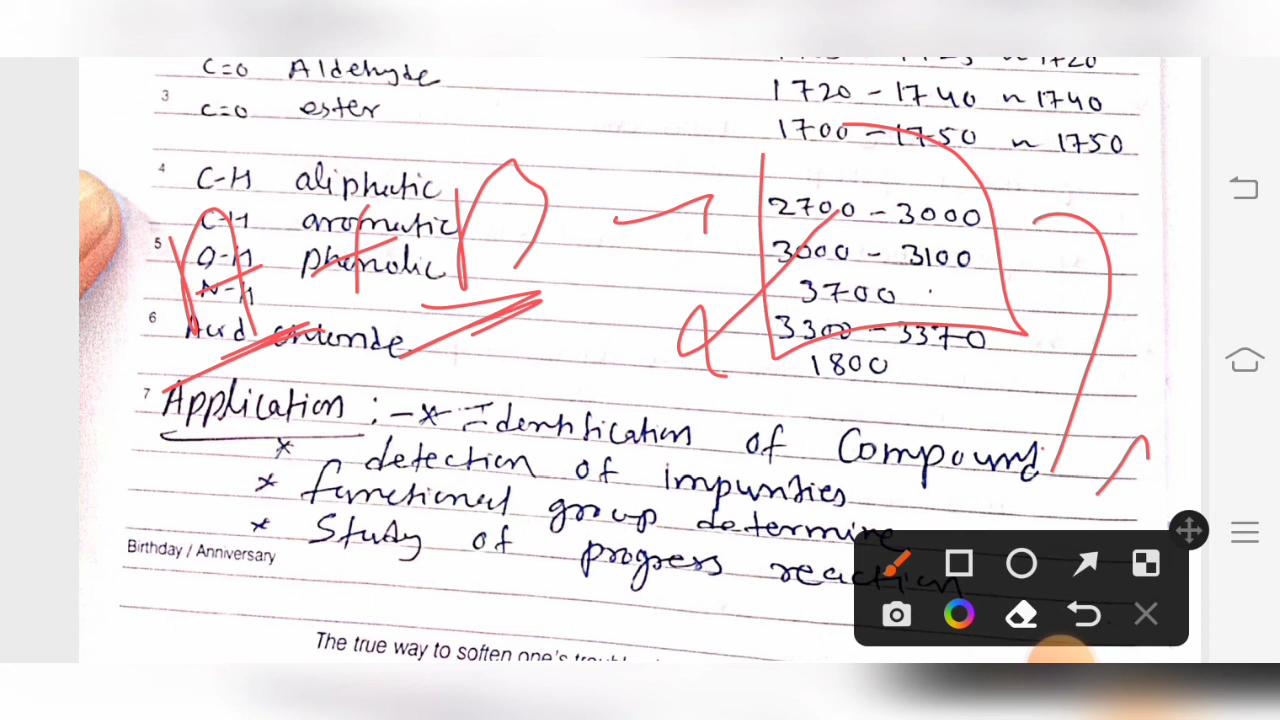 C=O Aldehyde 1720 - 1740 ~ 1740
3
C=O ester 1700 - 1750 ~ 1750
4
C-H aliphatic 2700 - 3000
C-H aromatic 3000 - 3100
5
O-H phenolic 3700
N-H 3300 - 3370
6
Acid 1800
7
Application : - * Identification of Compound
* detection of impurities
* functional group determine
* Study of progress reaction
Birthday / Anniversary
The true way to soften one's